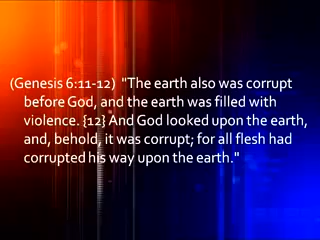 (Genesis 6:11-12)  "The earth also was corrupt
before God, and the earth was filled with
violence. {12} And God looked upon the earth,
and, behold, it was corrupt; for all flesh had
corrupted his way upon the earth."